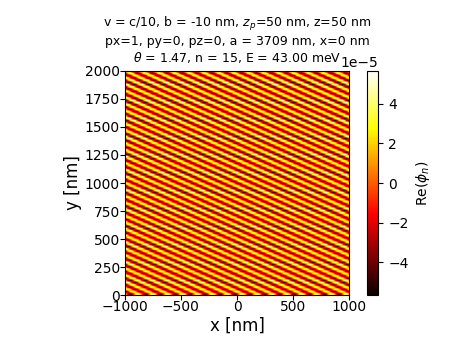 v = c/10, b = -10 nm, z_p=50 nm, z=50 nm
px=1, py=0, pz=0, a = 3709 nm, x=0 nm
θ = 1.47, n = 15, E = 43.00 meV
1e−5
2000
1750
1500
1250
1000
750
500
250
0
y [nm]
−1000
−500
0
500
1000
x [nm]
4
2
0
−2
−4
Re(ϕ_n)